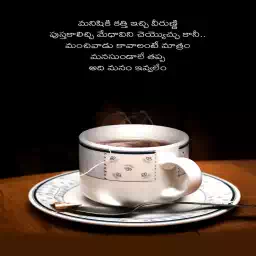 మనిషికి కత్తి ఇచ్చి వీరుణ్ణి
పుస్తకాలిచ్చి మేధావిని చెయ్యొచ్చు కానీ..
మంచివాడు కావాలంటే మాత్రం
మనసుండాలే తప్ప
అది మనం ఇవ్వలేం